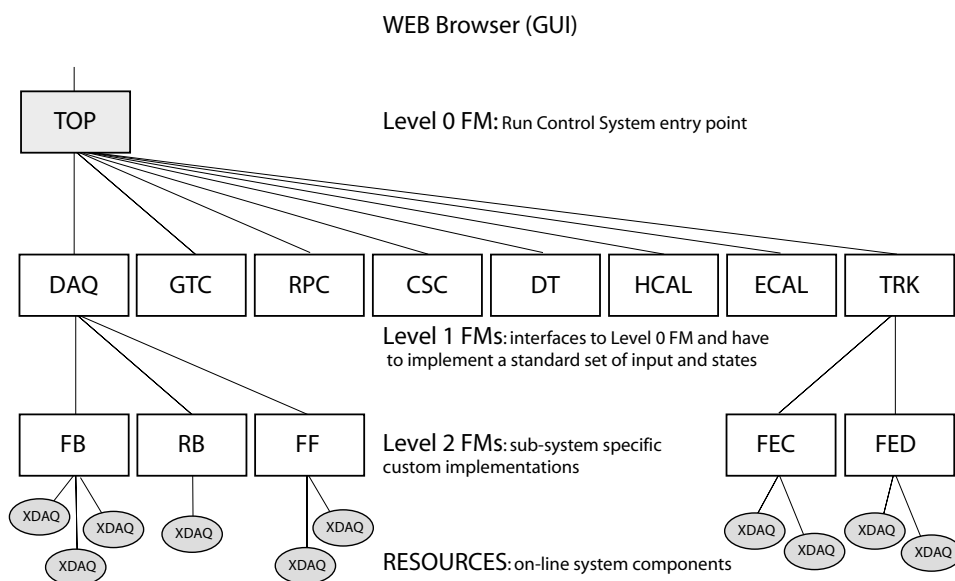 WEB Browser (GUI)
TOP
Level 0 FM: Run Control System entry point
DAQ
GTC
RPC
CSC
DT
HCAL
ECAL
TRK
Level 1 FMs: interfaces to Level 0 FM and have
to implement a standard set of input and states
FB
RB
FF
Level 2 FMs: sub-system specific
custom implementations
FEC
FED
XDAQ
XDAQ
XDAQ
XDAQ
XDAQ
XDAQ
XDAQ
XDAQ
XDAQ
XDAQ
RESOURCES: on-line system components